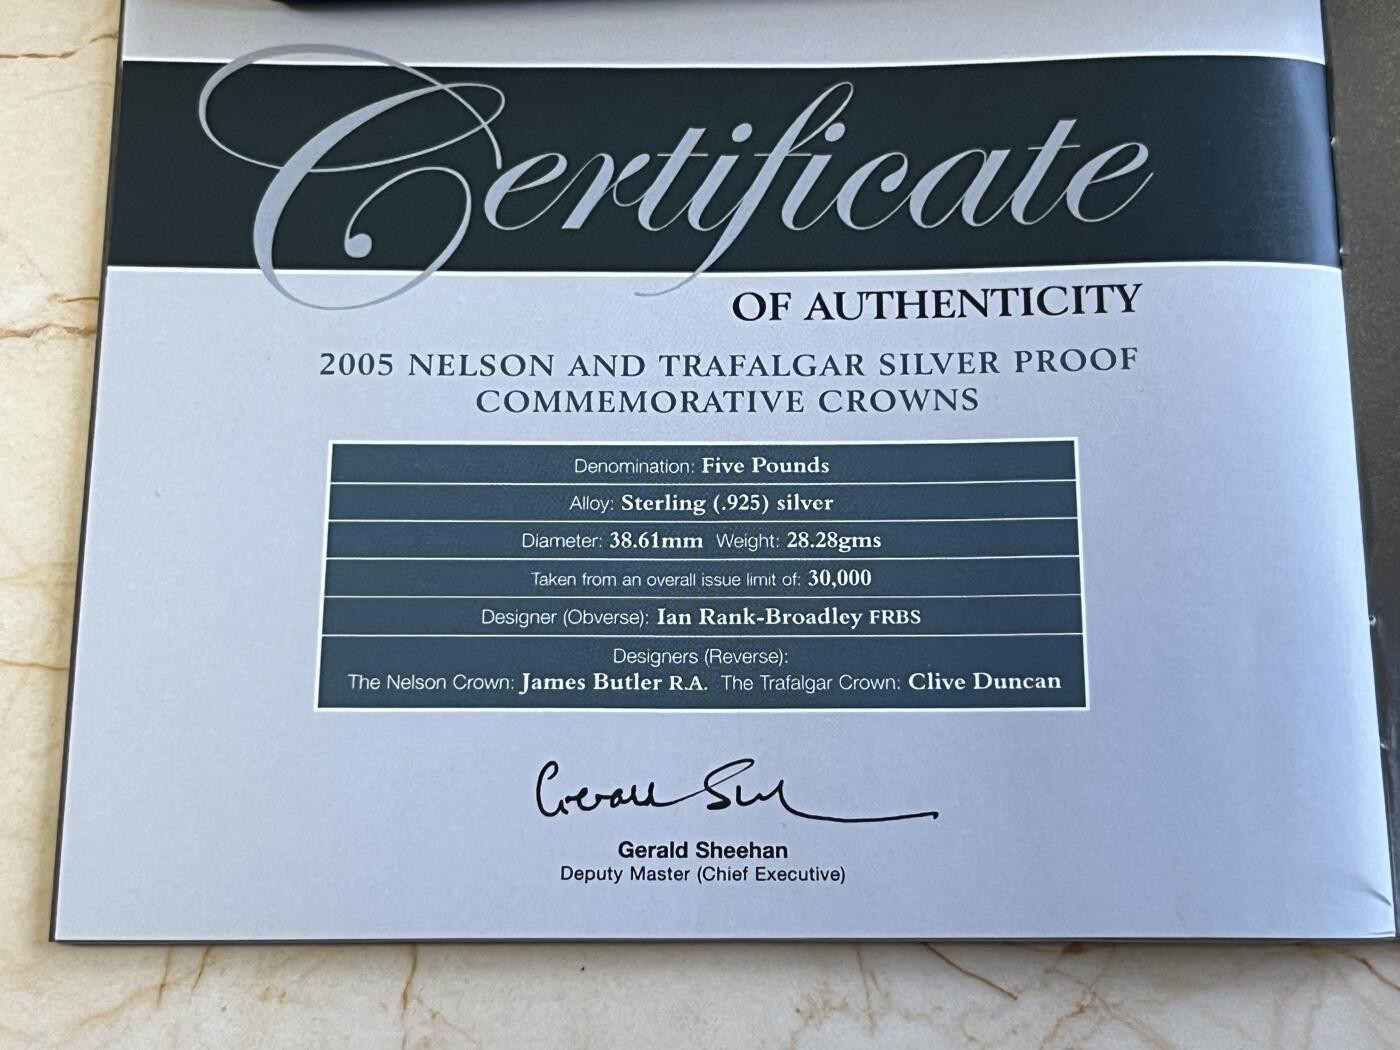 Certificate
OF AUTHENTICITY
2005 NELSON AND TRAFALGAR SILVER PROOF
COMMEMORATIVE CROWNS
Denomination: Five Pounds
Alloy: Sterling (.925) silver
Diameter: 38.61mm Weight: 28.28gms
Taken from an overall issue limit of: 30,000
Designer (Obverse): Ian Rank-Broadley FRBS
Designers (Reverse):
The Nelson Crown: James Butler R.A. The Trafalgar Crown: Clive Duncan
Gerald Sheehan
Deputy Master (Chief Executive)